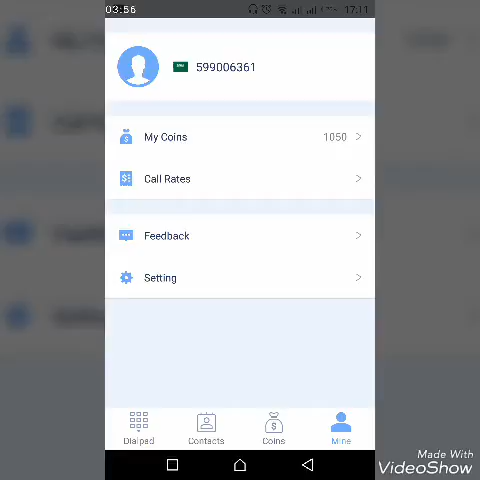 03:56
17:11
599006361
My Coins 1050
Call Rates
Feedback
Setting
Dialpad Contacts Coins Mine
Made With
VideoShow